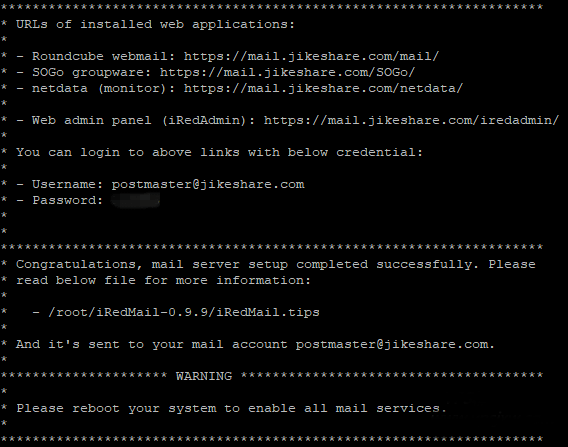 ********************************************************************
* URLs of installed web applications:
*
* - Roundcube webmail: https://mail.jikeshare.com/mail/
* - SOGo groupware: https://mail.jikeshare.com/SOGo/
* - netdata (monitor): https://mail.jikeshare.com/netdata/
*
* - Web admin panel (iRedAdmin): https://mail.jikeshare.com/iredadmin/
*
* You can login to above links with below credential:
*
* - Username: postmaster@jikeshare.com
* - Password:
*
*
********************************************************************
* Congratulations, mail server setup completed successfully. Please
* read below file for more information:
*
*   - /root/iRedMail-0.9.9/iRedMail.tips
*
* And it's sent to your mail account postmaster@jikeshare.com.
*
********************* WARNING **************************************
*
* Please reboot your system to enable all mail services.
*
********************************************************************